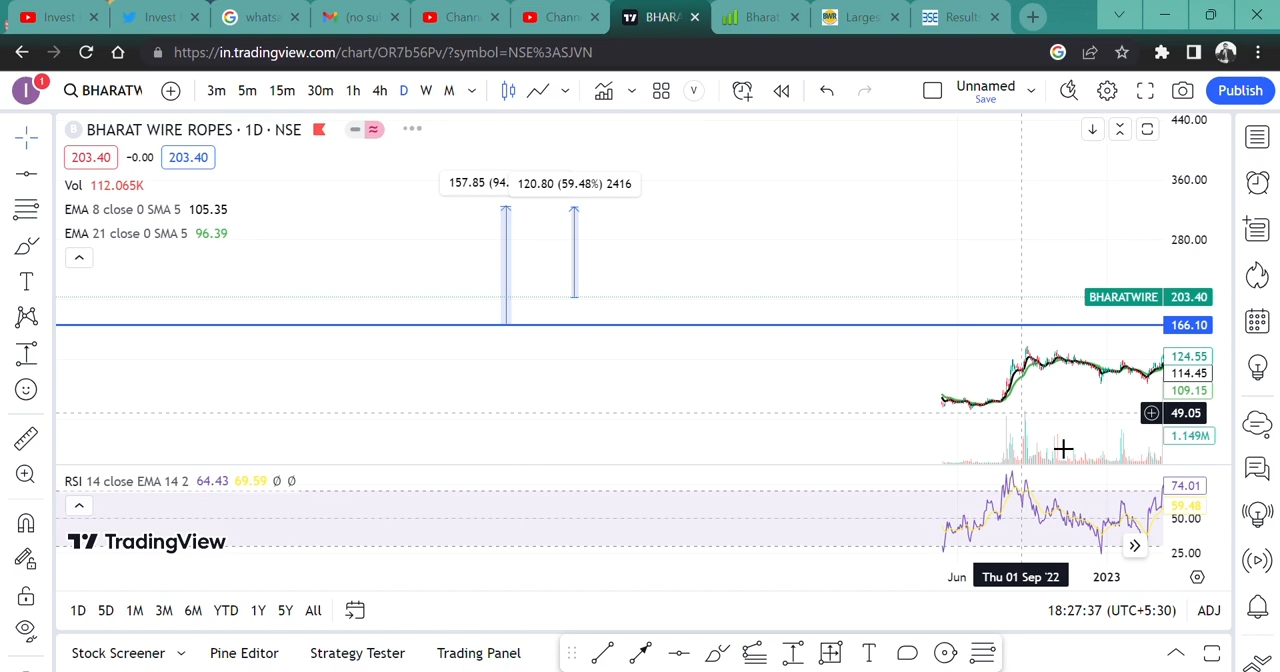 Invest
Invest
whats
(no su
Chann
Chann
BHARA
Bharat
BWR Larges
BSE Result
https://in.tradingview.com/chart/OR7b56Pv/?symbol=NSE%3ASJVN
I 1 BHARATW 3m 5m 15m 30m 1h 4h D W M V Unnamed Save Publish
B BHARAT WIRE ROPES · 1D · NSE
203.40 −0.00 203.40
Vol 112.065K
EMA 8 close 0 SMA 5 105.35
EMA 21 close 0 SMA 5 96.39
157.85 (94. 120.80 (59.48%) 2416
440.00
360.00
280.00
BHARATWIRE 203.40
166.10
124.55
114.45
109.15
49.05
1.149M
RSI 14 close EMA 14 2 64.43 69.59 Ø Ø
74.01
59.48
50.00
25.00
TradingView
Jun Thu 01 Sep '22 2023
1D 5D 1M 3M 6M YTD 1Y 5Y All 18:27:37 (UTC+5:30) ADJ
Stock Screener Pine Editor Strategy Tester Trading Panel